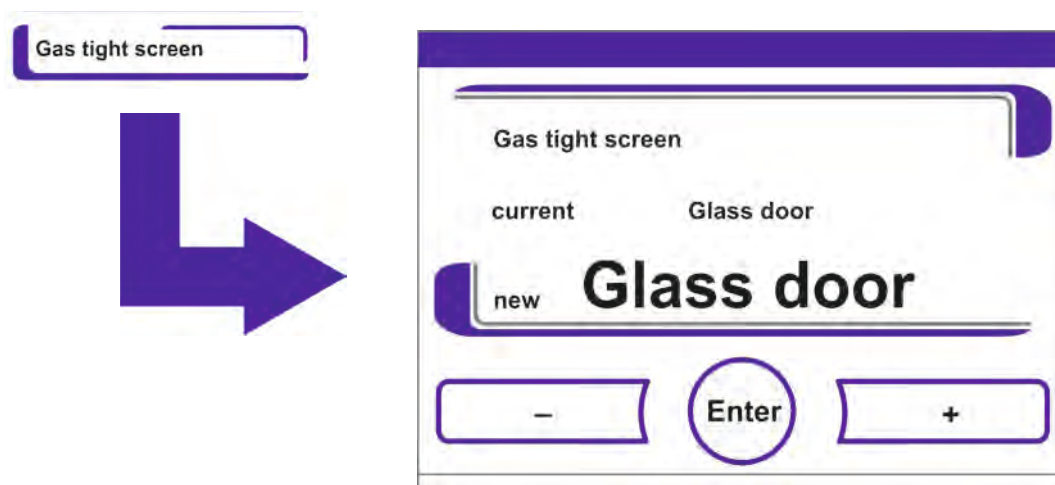 Gas tight screen
Gas tight screen
current Glass door
new Glass door
– Enter +